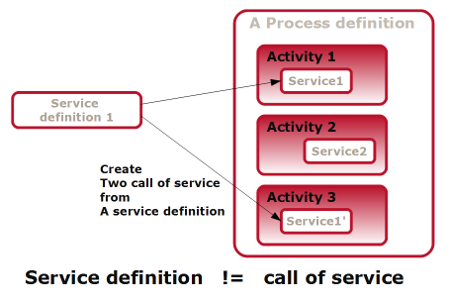 A Process definition
Activity 1
Service1
Service
definition 1
Activity 2
Service2
Create
Two call of service
from
A service definition
Activity 3
Service1'
Service definition != call of service